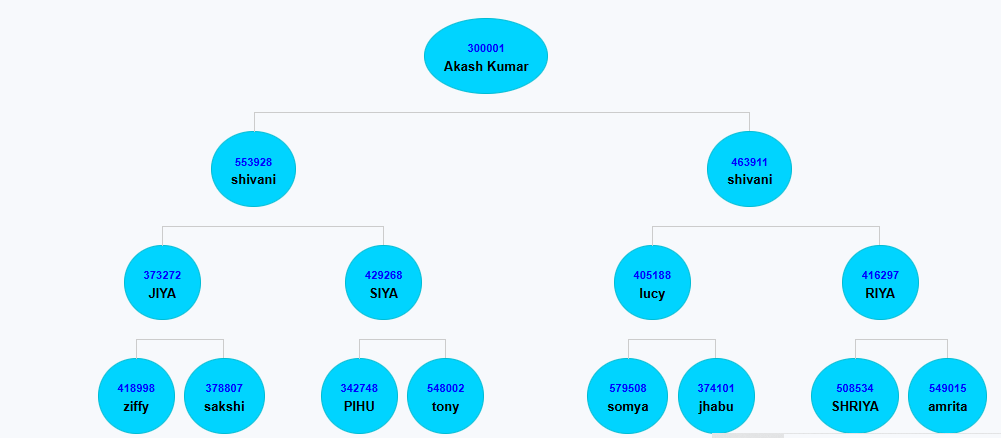 300001
Akash Kumar
553928
shivani
463911
shivani
373272
JIYA
429268
SIYA
405188
lucy
416297
RIYA
418998
ziffy
378807
sakshi
342748
PIHU
548002
tony
579508
somya
374101
jhabu
508534
SHRIYA
549015
amrita